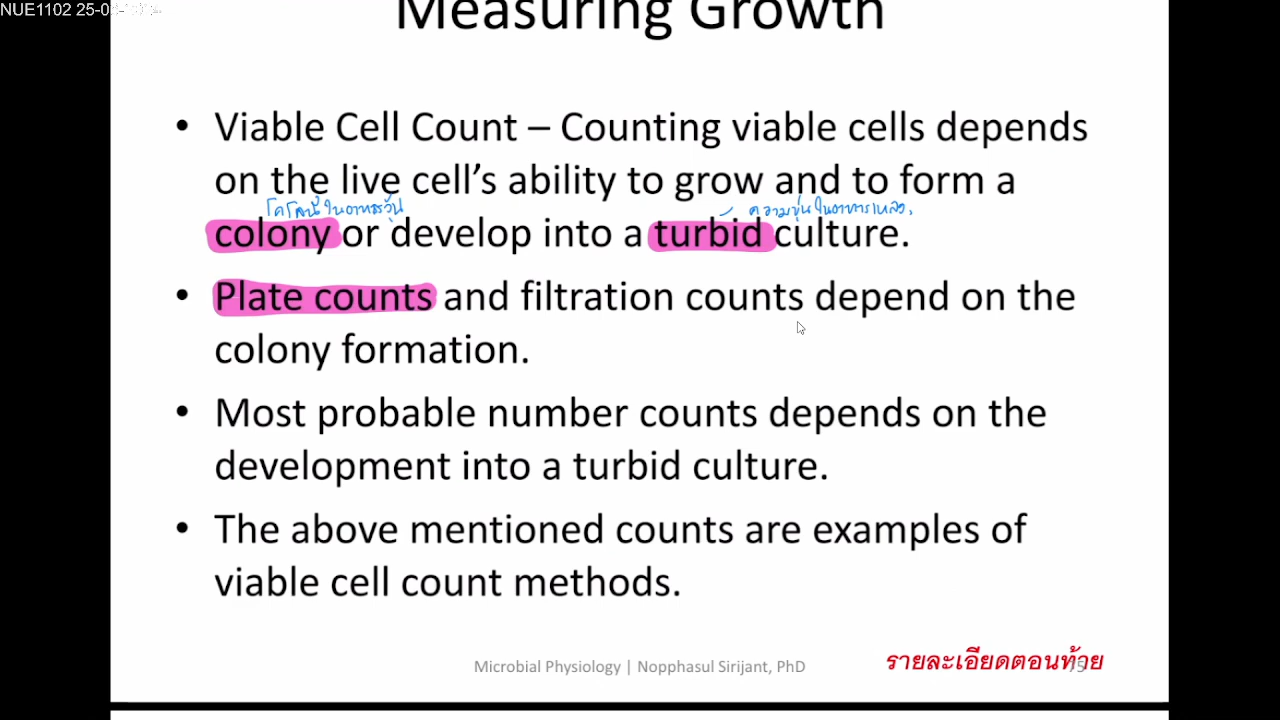 NUE1102 25-0
Measuring Growth
• Viable Cell Count – Counting viable cells depends
on the live cell’s ability to grow and to form a
โคโลนีในอาหารวุ้น ความขุ่นในอาหารเหลว
colony or develop into a turbid culture.
• Plate counts and filtration counts depend on the
colony formation.
• Most probable number counts depends on the
development into a turbid culture.
• The above mentioned counts are examples of
viable cell count methods.
Microbial Physiology | Nopphasul Sirijant, PhD
รายละเอียดตอนท้าย